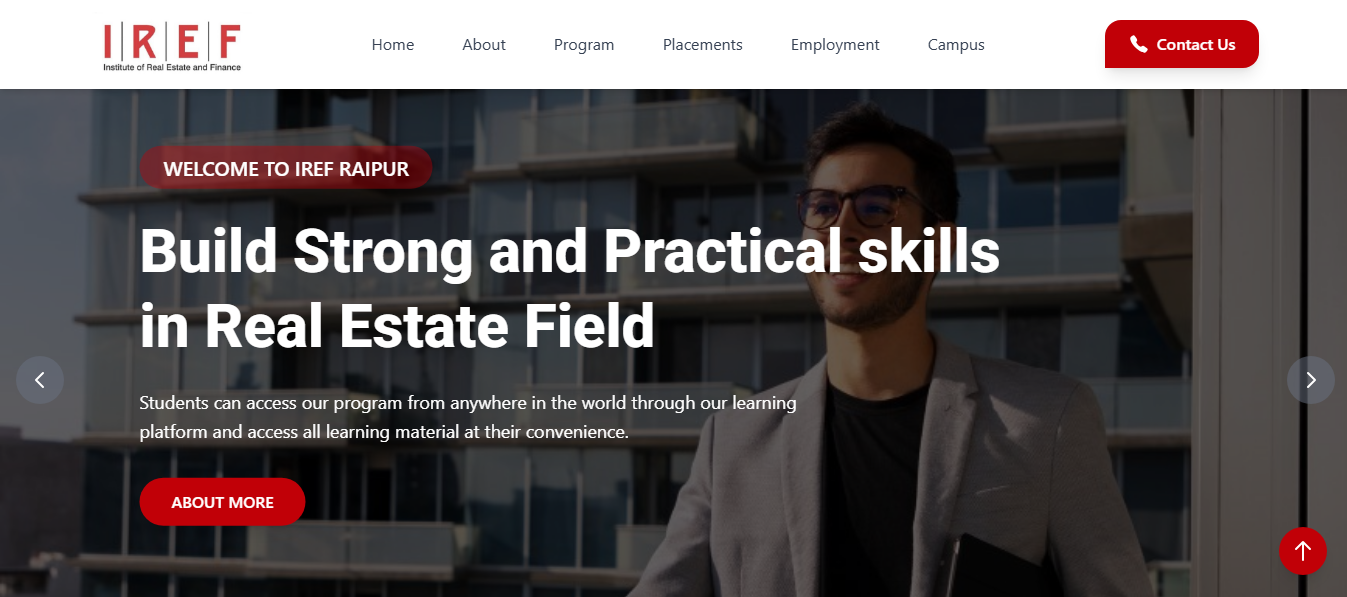 I|R|E|F
Institute of Real Estate and Finance
Home About Program Placements Employment Campus
Contact Us
WELCOME TO IREF RAIPUR
Build Strong and Practical skills
in Real Estate Field
Students can access our program from anywhere in the world through our learning
platform and access all learning material at their convenience.
ABOUT MORE